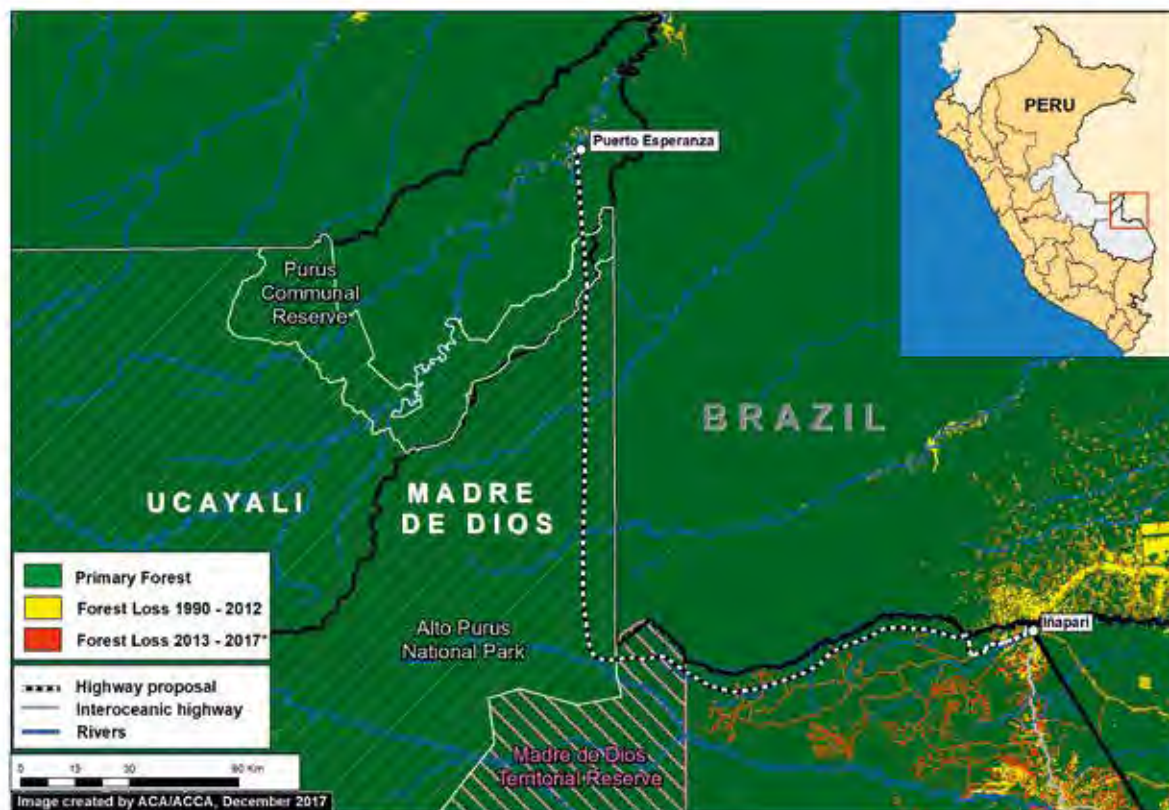 PERU
Puerto Esperanza
Purus
Communal
Reserve
BRAZIL
UCAYALI
MADRE
DE DIOS
Primary Forest
Forest Loss 1990 - 2012
Forest Loss 2013 - 2017*
Iñapari
Alto Purus
National Park
Highway proposal
Interoceanic highway
Rivers
Madre de Dios
Territorial Reserve
0 15 30 60 Km
Image created by ACA/ACCA, December 2017